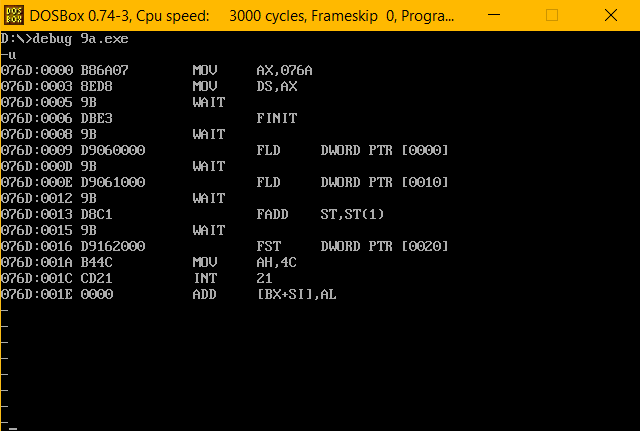 DOS BOX DOSBox 0.74-3, Cpu speed: 3000 cycles, Frameskip 0, Progra...
D:\>debug 9a.exe
-u
076D:0000 B86A07 MOV AX,076A
076D:0003 8ED8 MOV DS,AX
076D:0005 9B WAIT
076D:0006 DBE3 FINIT
076D:0008 9B WAIT
076D:0009 D9060000 FLD DWORD PTR [0000]
076D:000D 9B WAIT
076D:000E D9061000 FLD DWORD PTR [0010]
076D:0012 9B WAIT
076D:0013 D8C1 FADD ST,ST(1)
076D:0015 9B WAIT
076D:0016 D9162000 FST DWORD PTR [0020]
076D:001A B44C MOV AH,4C
076D:001C CD21 INT 21
076D:001E 0000 ADD [BX+SI],AL
-
-
-
-
-
-
-
-